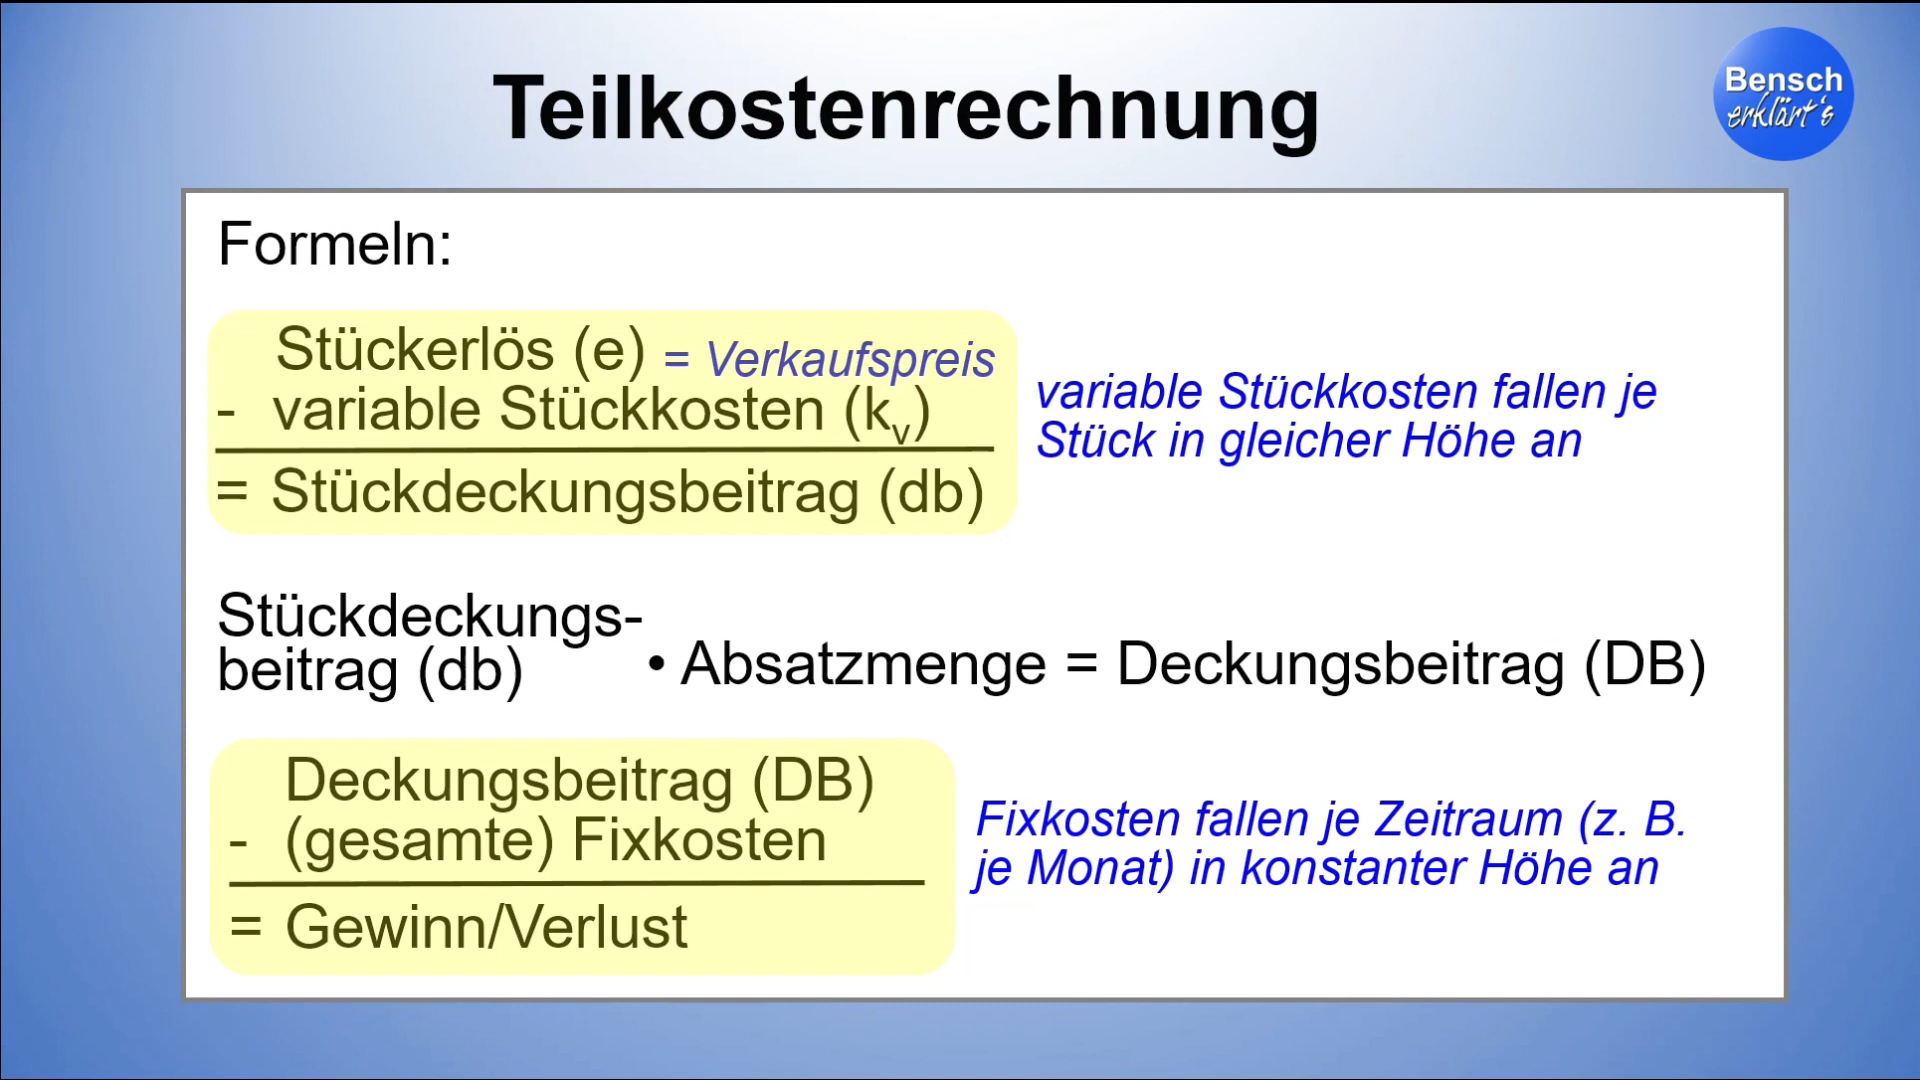 Teilkostenrechnung
Bensch
erklärt's
Formeln:
Stückerlös (e) = Verkaufspreis
- variable Stückkosten (kv)
= Stückdeckungsbeitrag (db)
variable Stückkosten fallen je
Stück in gleicher Höhe an
Stückdeckungs-
beitrag (db)
• Absatzmenge = Deckungsbeitrag (DB)
Deckungsbeitrag (DB)
- (gesamte) Fixkosten
= Gewinn/Verlust
Fixkosten fallen je Zeitraum (z. B.
je Monat) in konstanter Höhe an